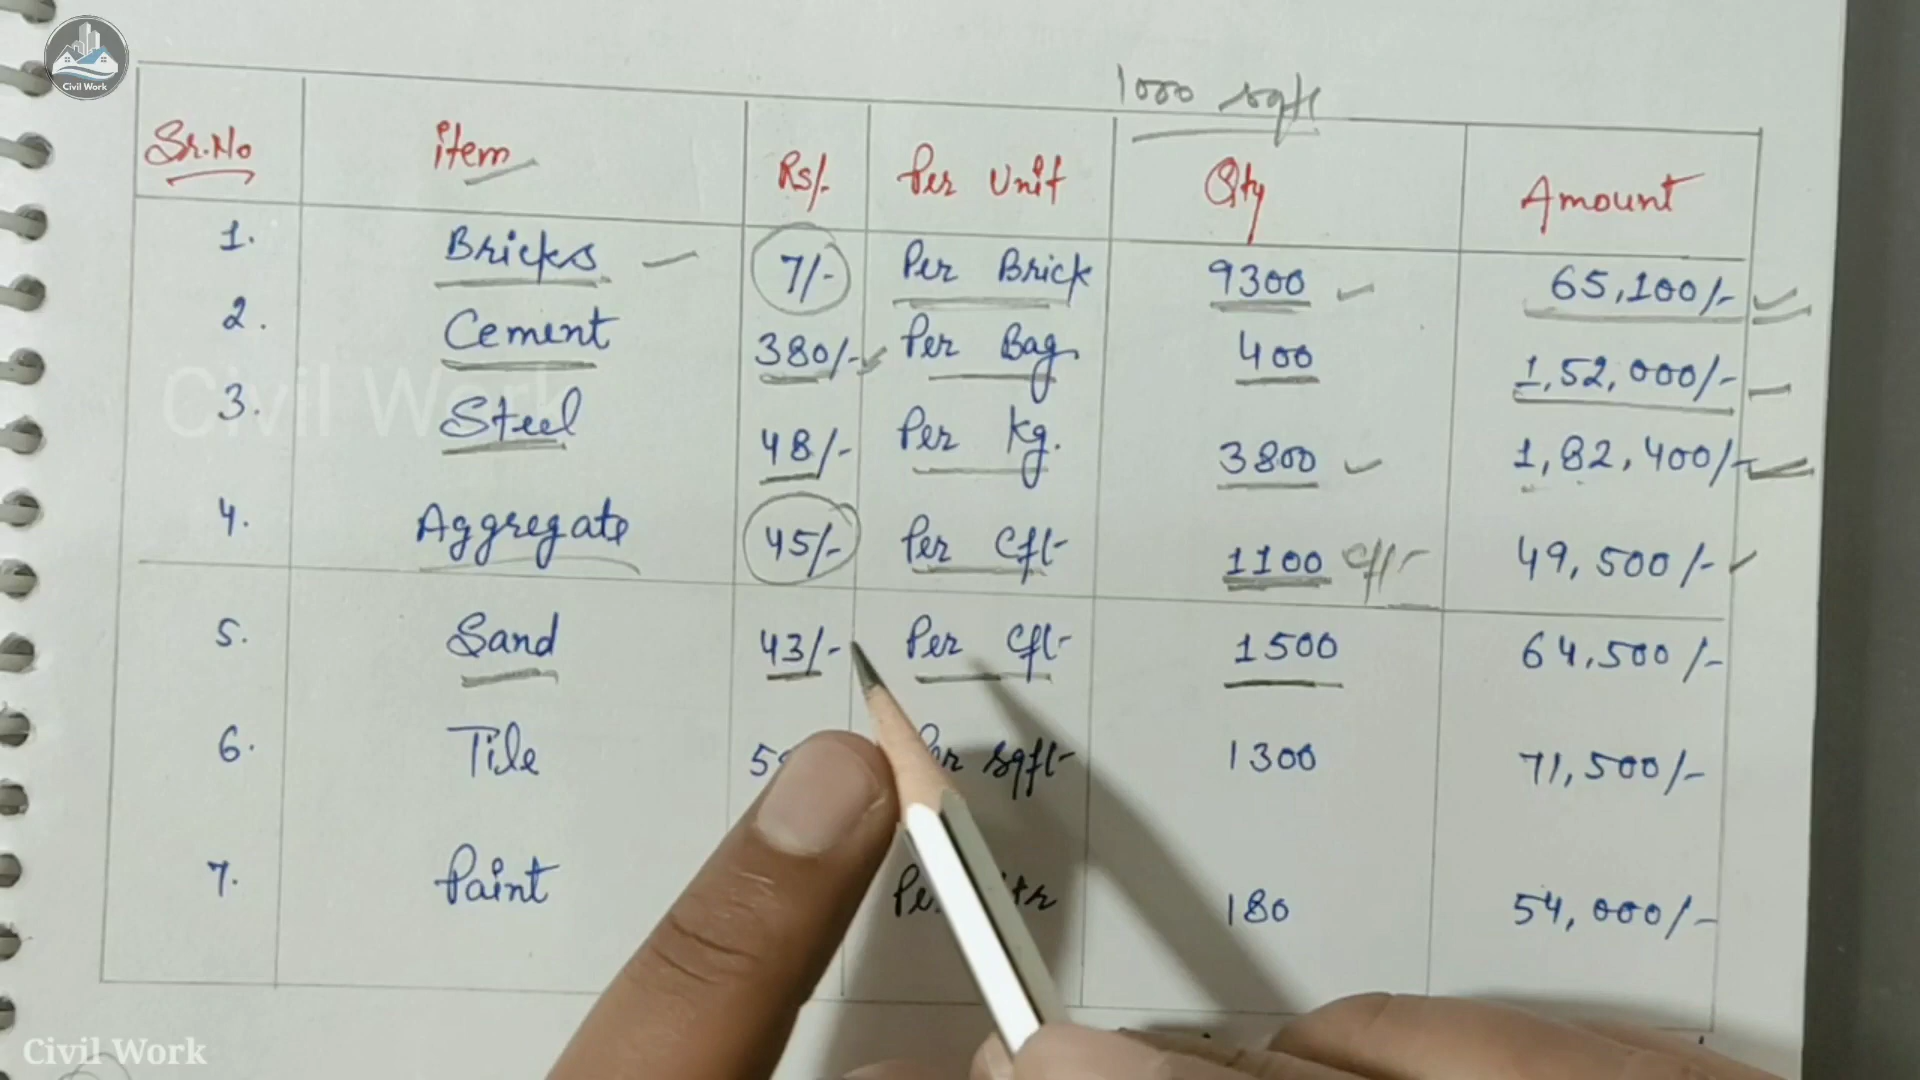 Civil Work
1000 sqft
Sr.No item Rs/- Per Unit Qty Amount
1. Bricks 7/- Per Brick 9300 65,100/-
2. Cement 380/- Per Bag 400 1,52,000/-
3. Steel 48/- Per kg. 3800 1,82,400/-
4. Aggregate 45/- Per Cft 1100 cft 49,500/-
5. Sand 43/- Per Cft 1500 64,500/-
6. Tile Per sqft 1300 71,500/-
7. Paint 180 54,000/-
Civil Work
Civil Work